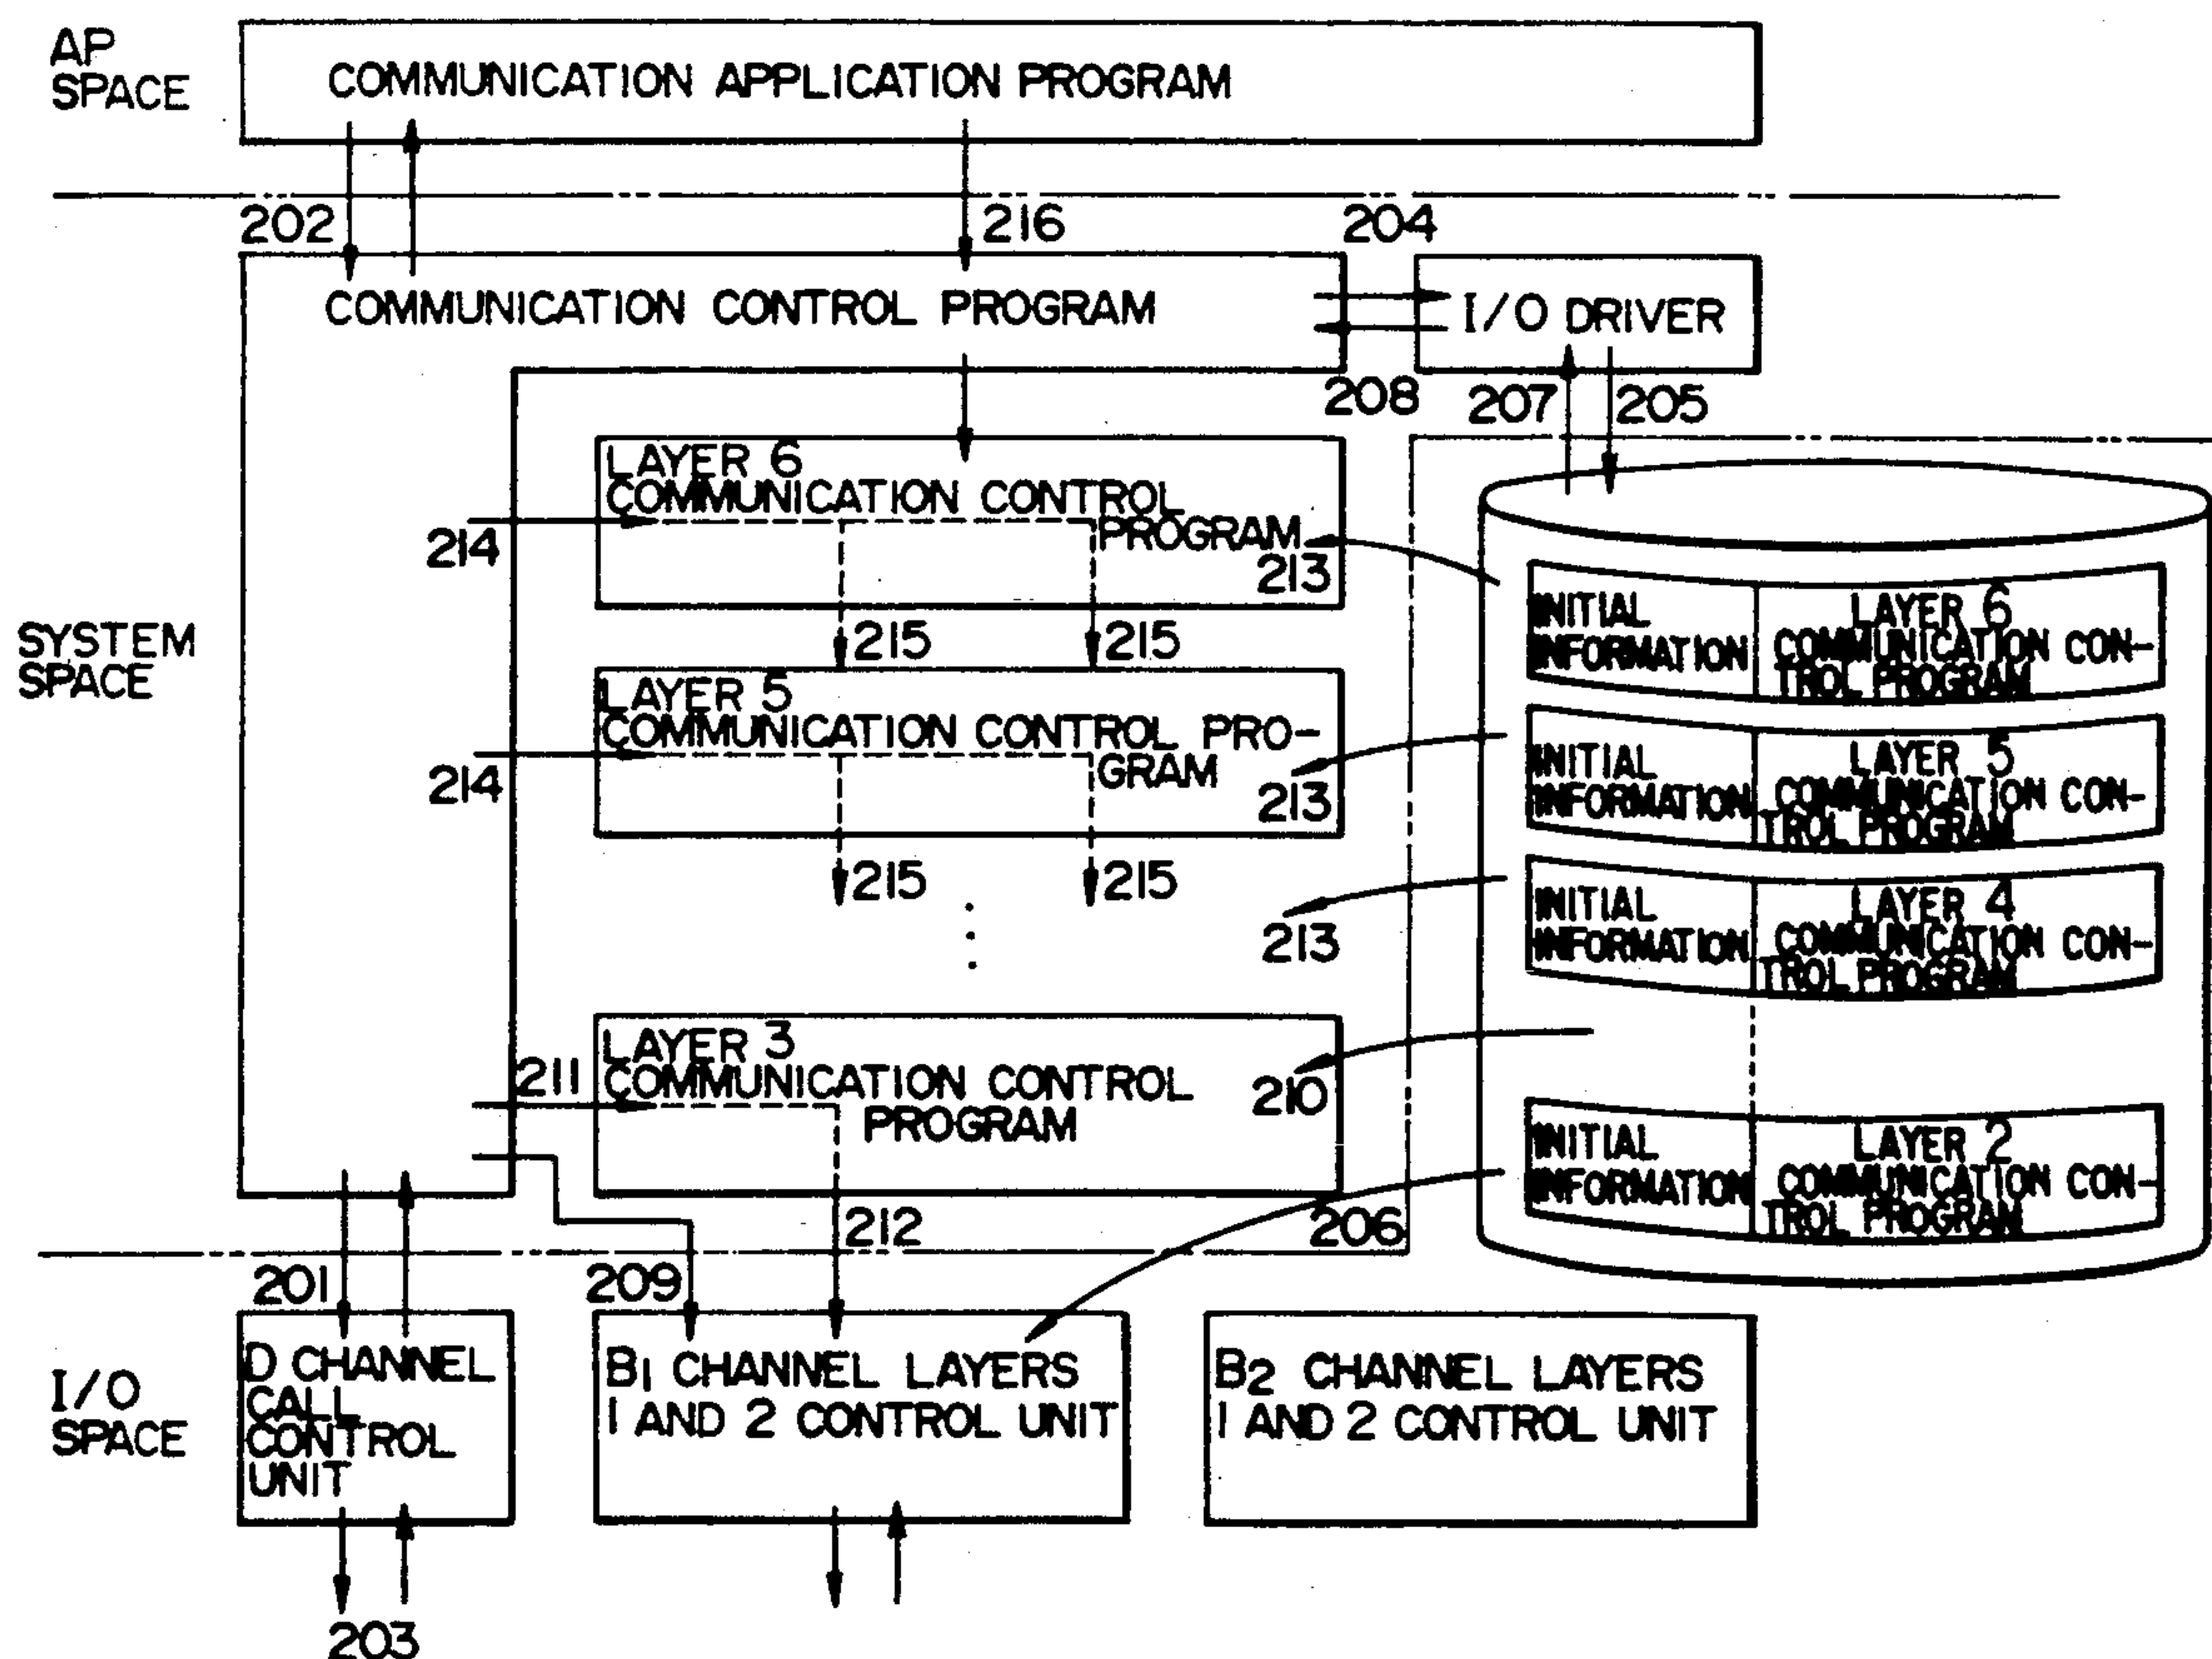 AP
SPACE
COMMUNICATION APPLICATION PROGRAM
202
216
204
COMMUNICATION CONTROL PROGRAM
I/O DRIVER
208
207
205
SYSTEM
SPACE
LAYER 6
COMMUNICATION CONTROL
PROGRAM
214
213
215
215
LAYER 5
COMMUNICATION CONTROL PRO-
GRAM
214
213
215
215
213
LAYER 3
COMMUNICATION CONTROL
PROGRAM
211
210
212
206
INITIAL
INFORMATION
LAYER 6
COMMUNICATION CON-
TROL PROGRAM
INITIAL
INFORMATION
LAYER 5
COMMUNICATION CON-
TROL PROGRAM
INITIAL
INFORMATION
LAYER 4
COMMUNICATION CON-
TROL PROGRAM
INITIAL
INFORMATION
LAYER 2
COMMUNICATION CON-
TROL PROGRAM
201
209
I/O
SPACE
D CHANNEL
CALL
CONTROL
UNIT
B1 CHANNEL LAYERS
1 AND 2 CONTROL UNIT
B2 CHANNEL LAYERS
1 AND 2 CONTROL UNIT
203